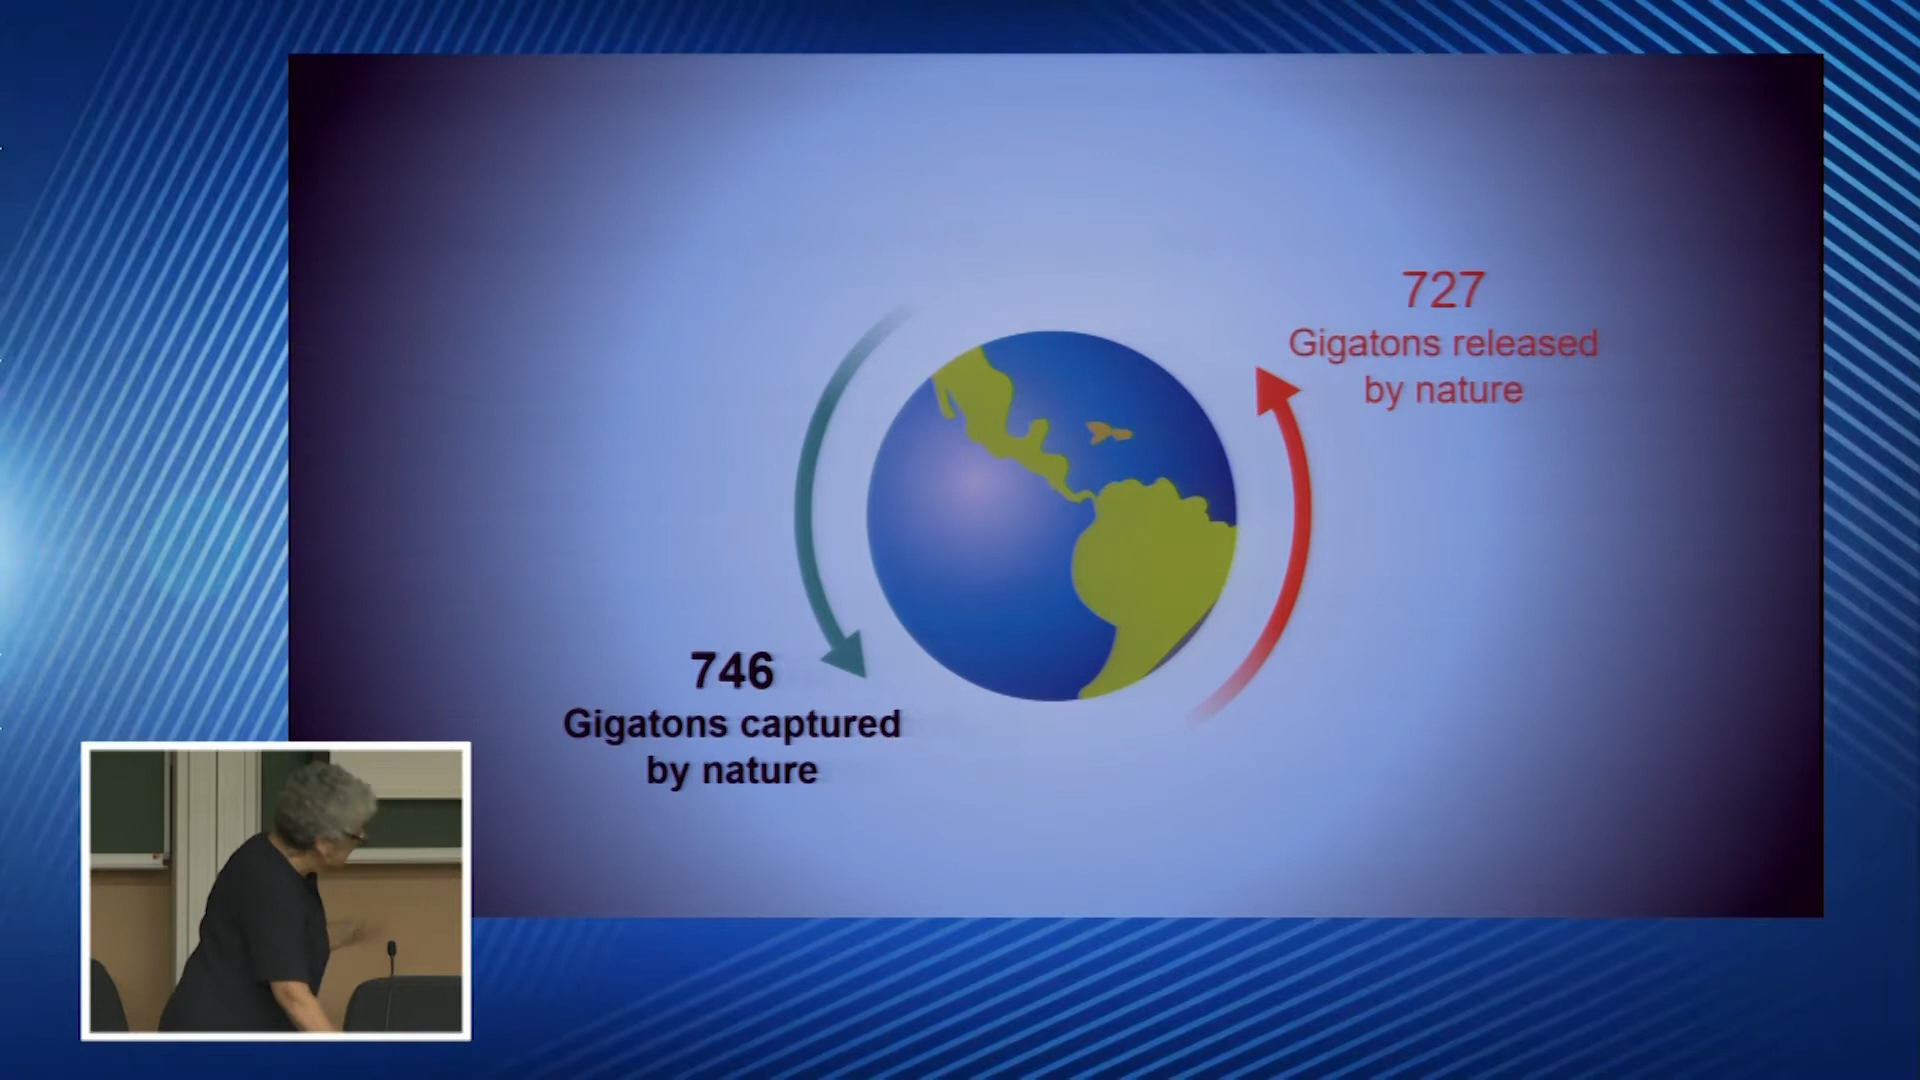 727
Gigatons released
by nature
746
Gigatons captured
by nature